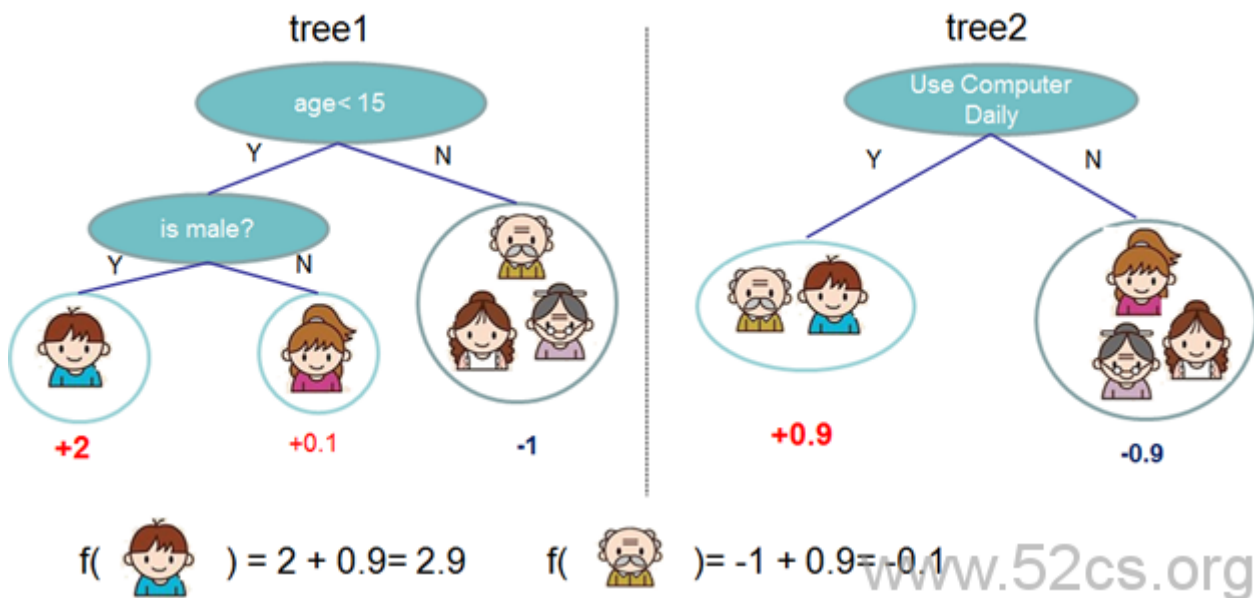 tree1
age< 15
Y
N
is male?
Y
N
+2
+0.1
-1
tree2
Use Computer
Daily
Y
N
+0.9
-0.9
f( ) = 2 + 0.9= 2.9
f( )= -1 + 0.9= -0.1
www.52cs.org